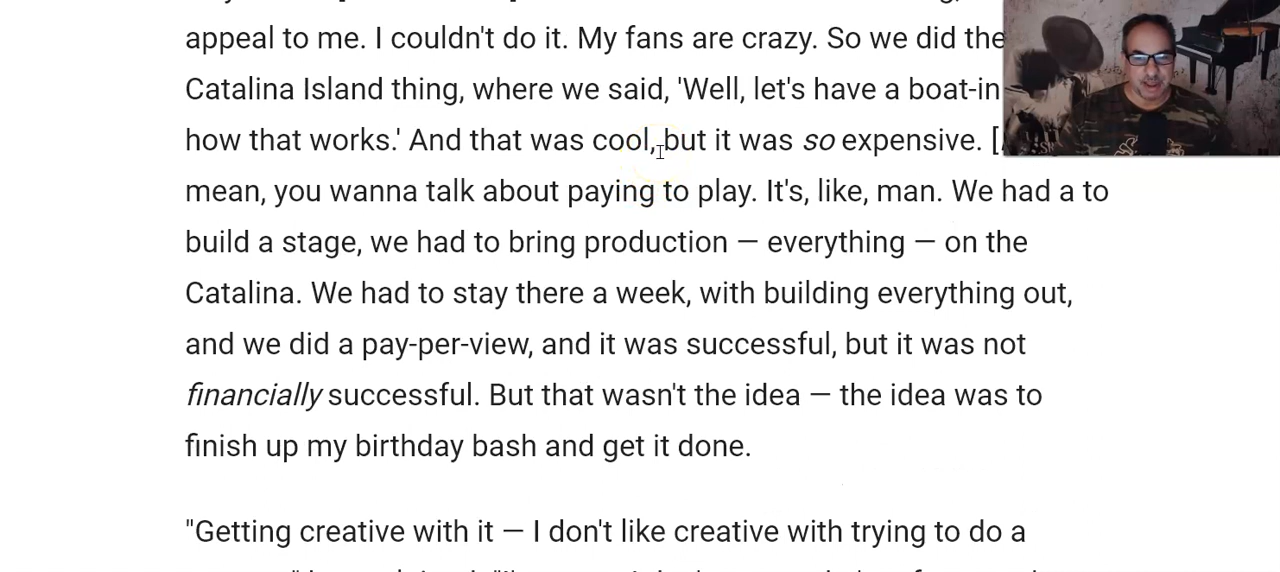 appeal to me. I couldn't do it. My fans are crazy. So we did the
Catalina Island thing, where we said, 'Well, let's have a boat-in
how that works.' And that was cool, but it was so expensive. [
mean, you wanna talk about paying to play. It's, like, man. We had a to
build a stage, we had to bring production — everything — on the
Catalina. We had to stay there a week, with building everything out,
and we did a pay-per-view, and it was successful, but it was not
financially successful. But that wasn't the idea — the idea was to
finish up my birthday bash and get it done.
"Getting creative with it — I don't like creative with trying to do a